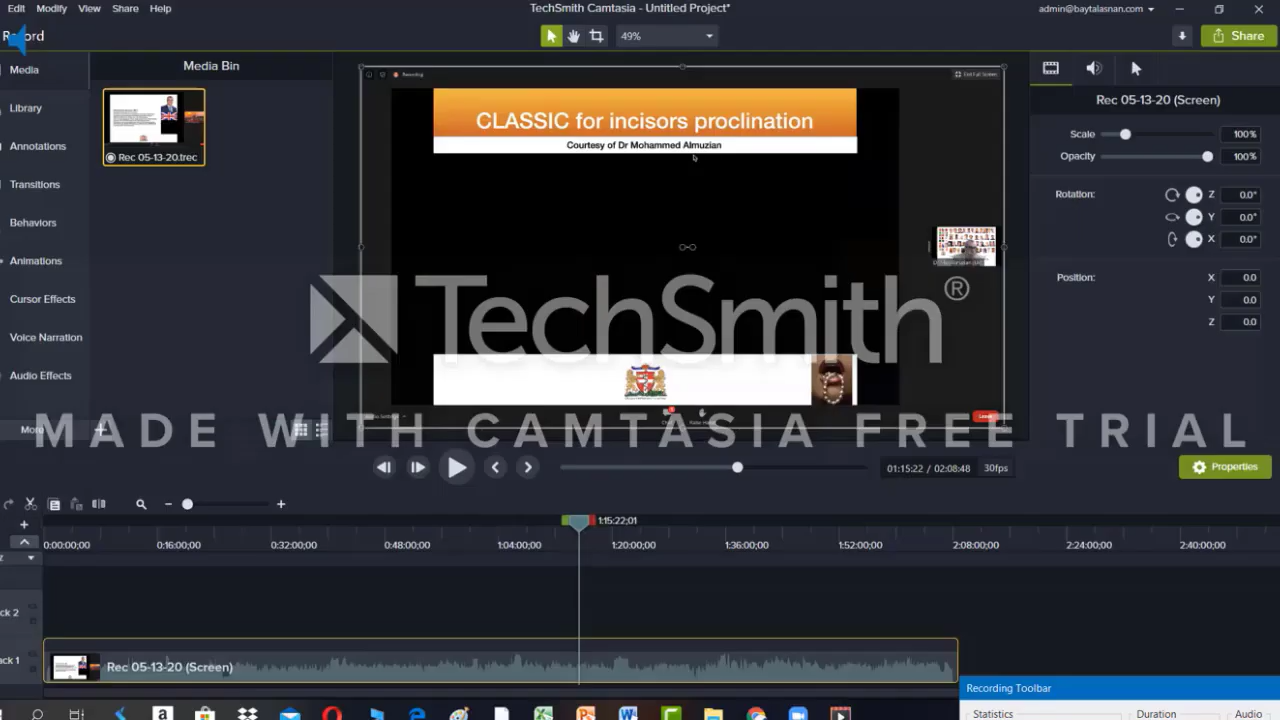 Edit Modify View Share Help
TechSmith Camtasia - Untitled Project*
admin@baytalasnan.com
49%
Share
Media
Library
Annotations
Transitions
Behaviors
Animations
Cursor Effects
Voice Narration
Audio Effects
More
Media Bin
Rec 05-13-20.trec
Recording
Exit Full Screen
CLASSIC for incisors proclination
Courtesy of Dr Mohammed Almuzian
Leave
TechSmith®
MADE WITH CAMTASIA FREE TRIAL
Rec 05-13-20 (Screen)
Scale 100%
Opacity 100%
Rotation: Z 0.0°
Y 0.0°
X 0.0°
Position: X 0.0
Y 0.0
Z 0.0
01:15:22 / 02:08:48 30fps
Properties
1:15:22;01
0:00:00;00 0:16:00;00 0:32:00;00 0:48:00;00 1:04:00;00 1:20:00;00 1:36:00;00 1:52:00;00 2:08:00;00 2:24:00;00 2:40:00;00
ck 2
ack 1
Rec 05-13-20 (Screen)
Recording Toolbar
Statistics Duration Audio